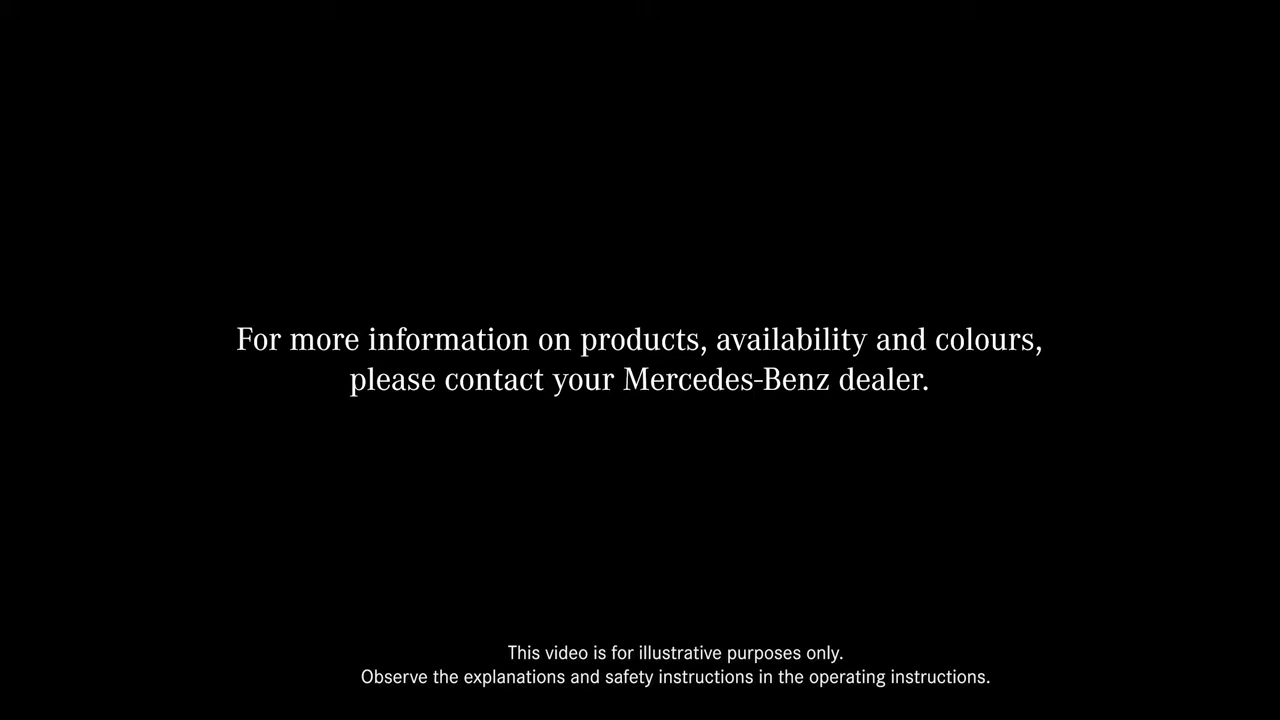 For more information on products, availability and colours,
please contact your Mercedes-Benz dealer.
This video is for illustrative purposes only.
Observe the explanations and safety instructions in the operating instructions.